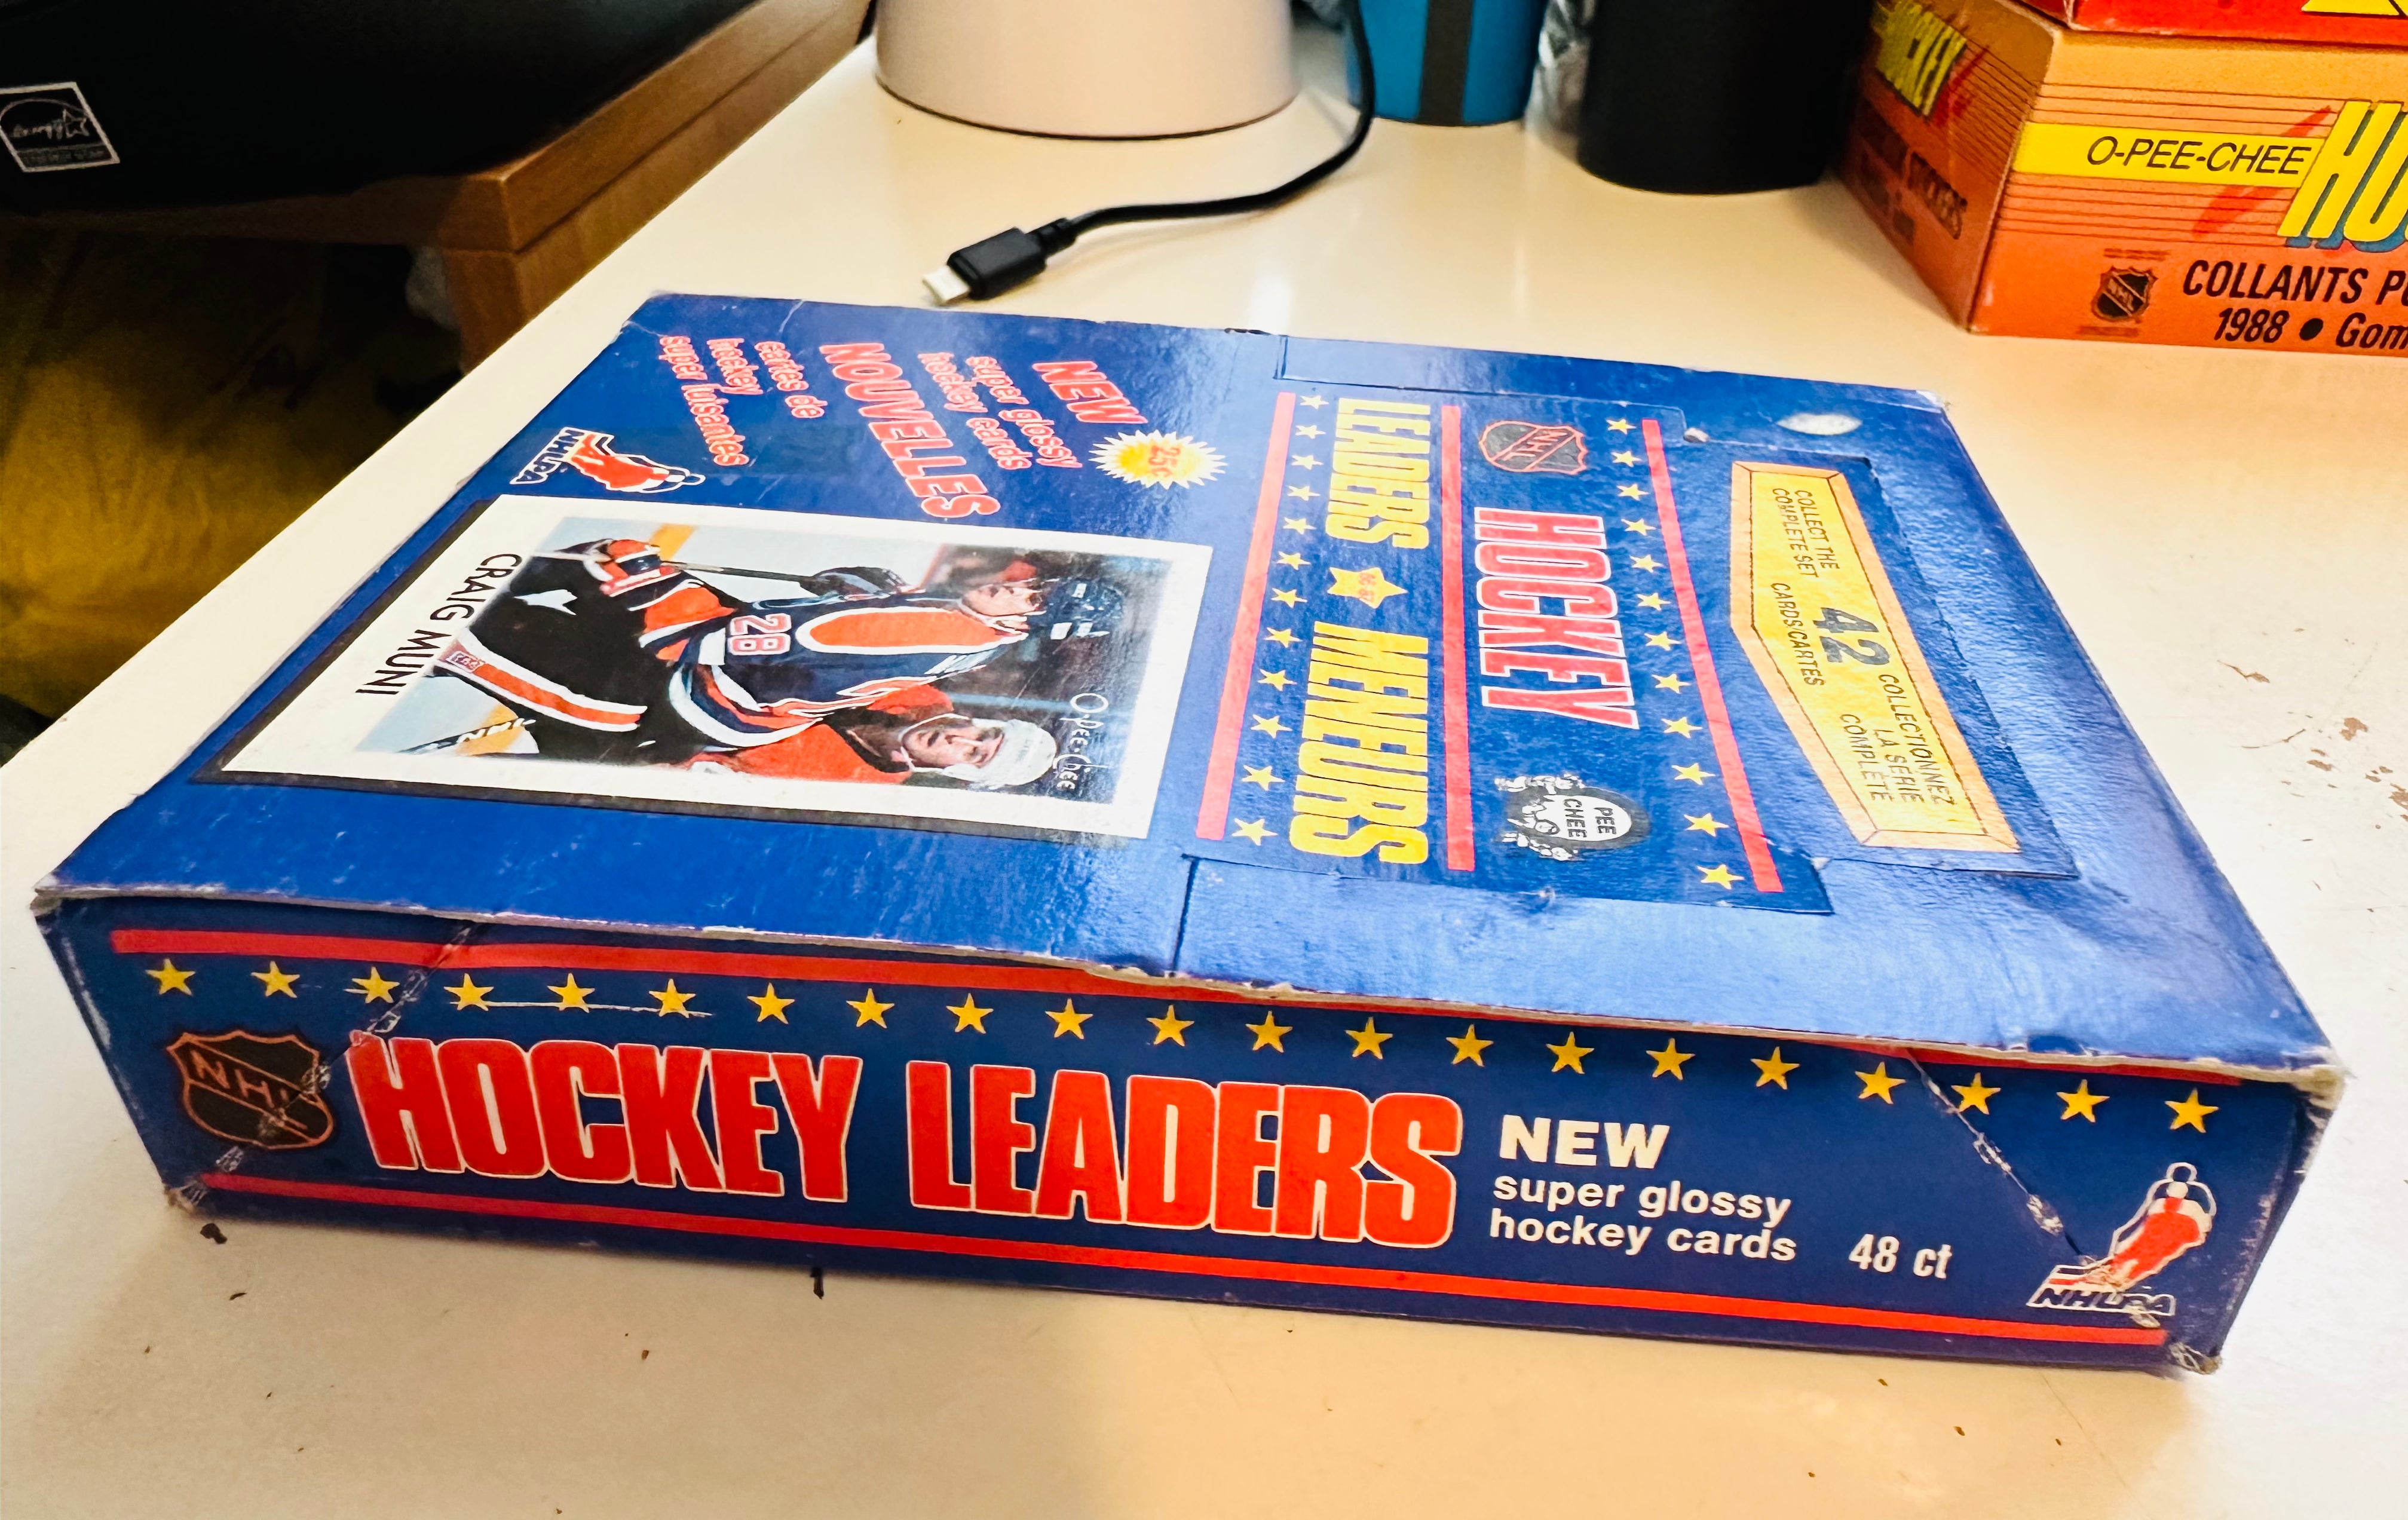 NEW
super glossy
hockey cards
NOUVELLES
cartes de
hockey
super luisantes
25¢
NHLPA
CRAIG MUNI
28
O-Pee-Chee
NHL
HOCKEY
PEE
CHEE
LEADERS
MENEURS
COLLECT THE
COMPLETE SET
42
CARDS/CARTES
COLLECTIONNEZ
LA SÉRIE
COMPLÈTE
NHL
HOCKEY LEADERS
NEW
super glossy
hockey cards
48 ct
NHLPA
HOCKEY
O-PEE-CHEE
NHL
COLLANTS
1988 •